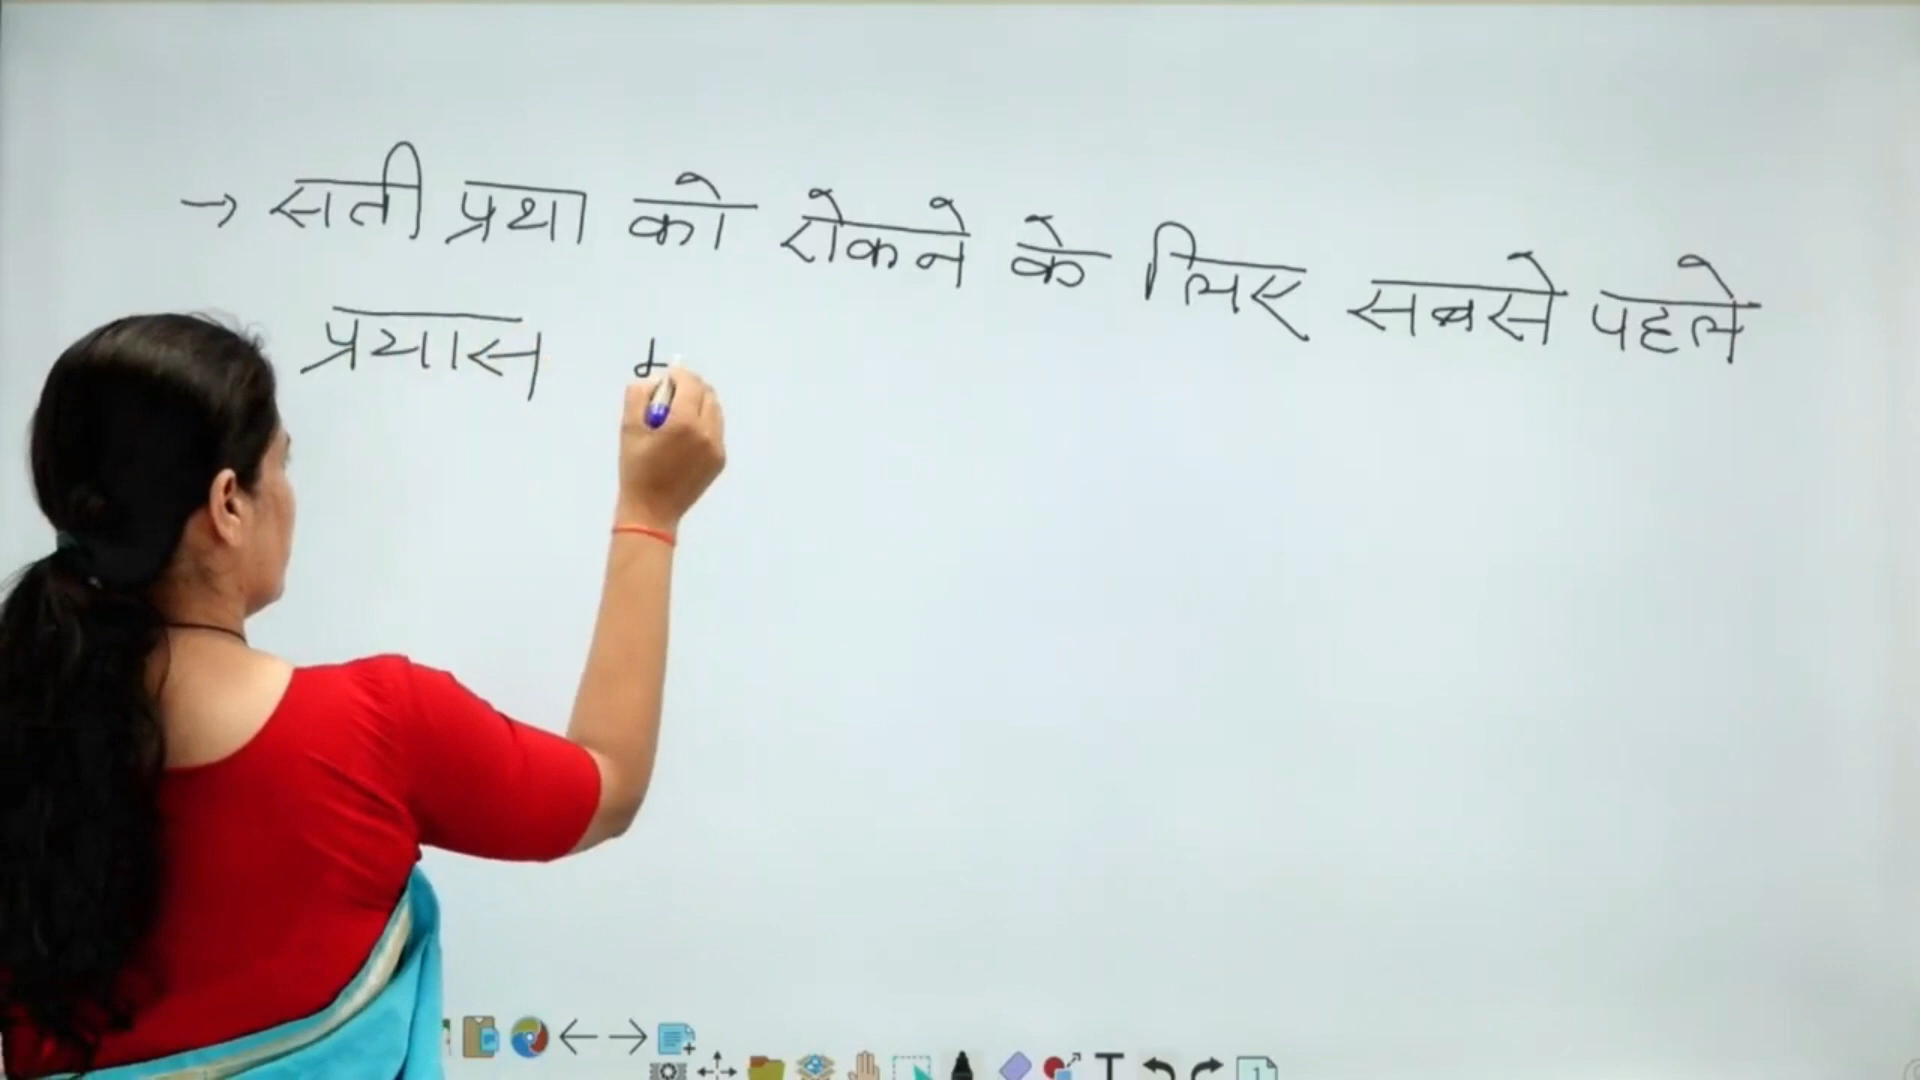 → सती प्रथा को रोकने के लिए सबसे पहले
प्रयास